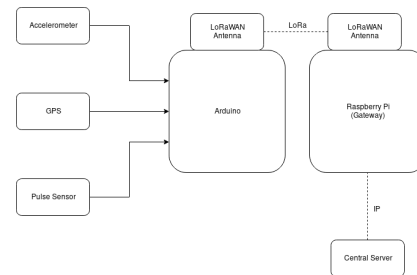 Accelerometer
LoRaWAN
Antenna
LoRa
LoRaWAN
Antenna
GPS
Arduino
Raspberry Pi
(Gateway)
Pulse Sensor
IP
Central Server